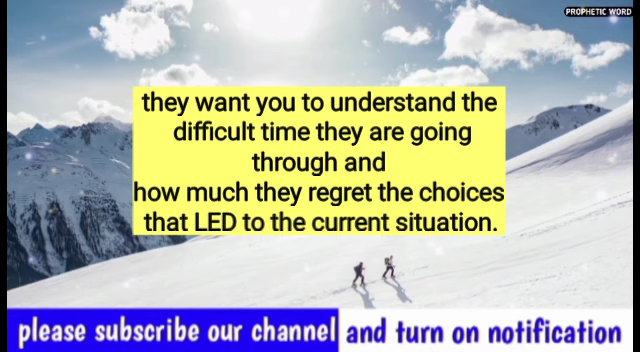 PROPHETIC WORD
they want you to understand the
difficult time they are going
through and
how much they regret the choices
that LED to the current situation.
please subscribe our channel and turn on notification